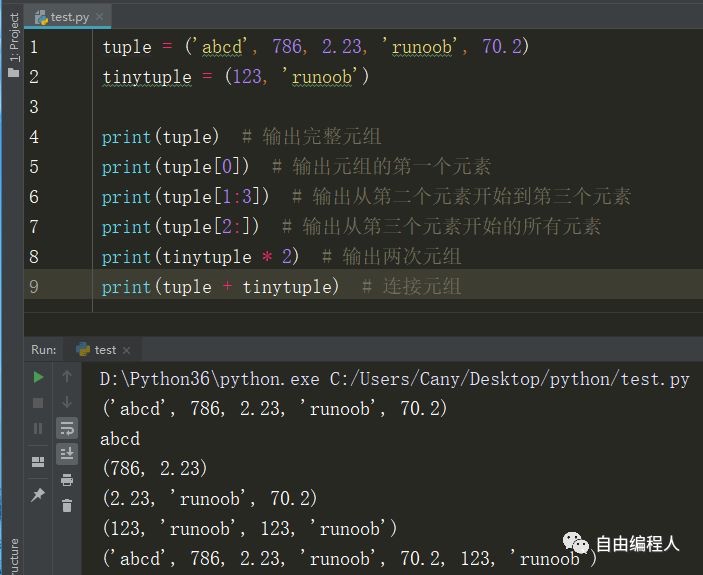 1: Project
test.py
1 tuple = ('abcd', 786, 2.23, 'runoob', 70.2)
2 tinytuple = (123, 'runoob')
3
4 print(tuple)  # 输出完整元组
5 print(tuple[0])  # 输出元组的第一个元素
6 print(tuple[1:3])  # 输出从第二个元素开始到第三个元素
7 print(tuple[2:])  # 输出从第三个元素开始的所有元素
8 print(tinytuple * 2)  # 输出两次元组
9 print(tuple + tinytuple)  # 连接元组
Run: test
D:\Python36\python.exe C:/Users/Cany/Desktop/python/test.py
('abcd', 786, 2.23, 'runoob', 70.2)
abcd
(786, 2.23)
(2.23, 'runoob', 70.2)
(123, 'runoob', 123, 'runoob')
('abcd', 786, 2.23, 'runoob', 70.2, 123, 'runoob')
ucture
自由编程人